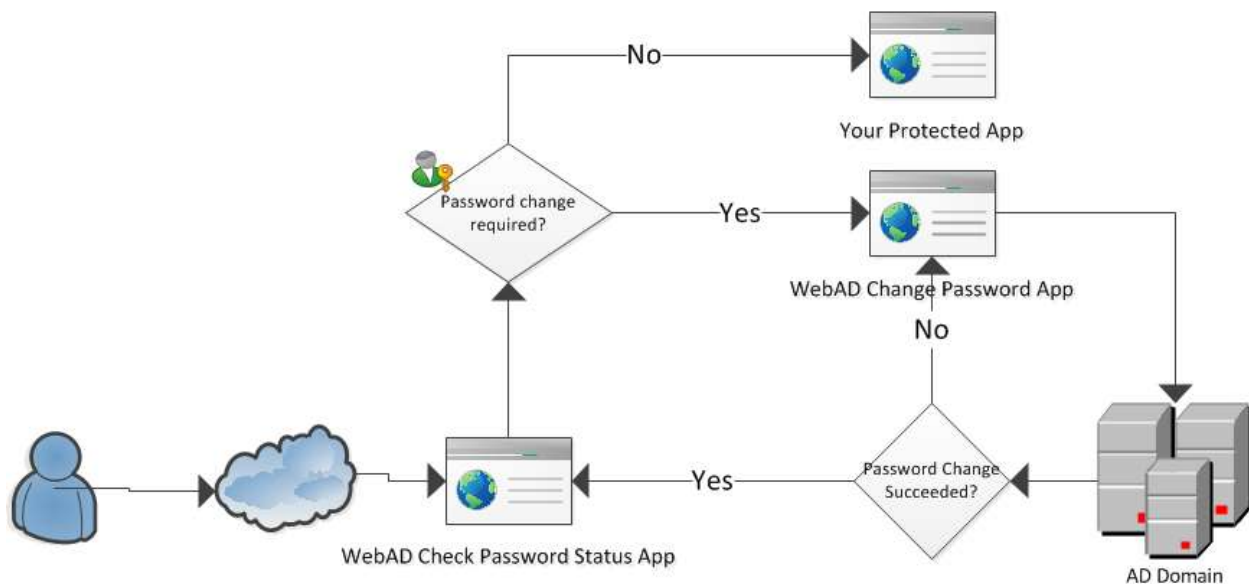 No
Your Protected App
Password change
required?
Yes
WebAD Change Password App
No
Password Change
Succeeded?
Yes
WebAD Check Password Status App
AD Domain